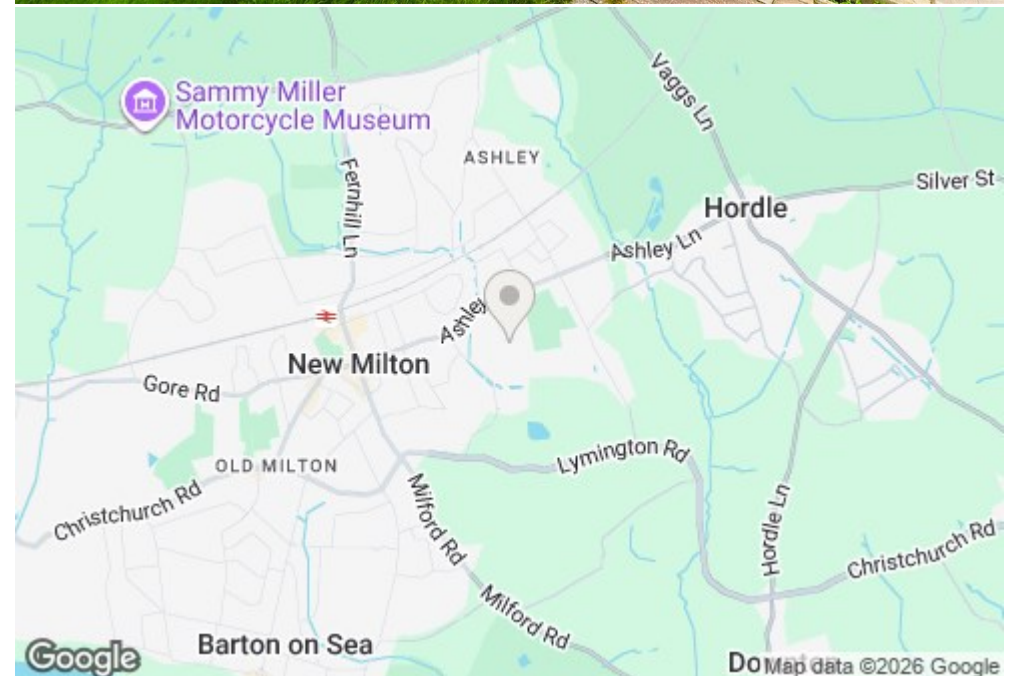 Sammy Miller
Motorcycle Museum
Vaggs Ln
ASHLEY
Fernhill Ln
Silver St
Hordle
Ashley Ln
Ashley
New Milton
Gore Rd
OLD MILTON
Lymington Rd
Christchurch Rd
Milford Rd
Hordle Ln
Christchurch Rd
Milford Rd
Barton on Sea
Google
Map data ©2026 Google